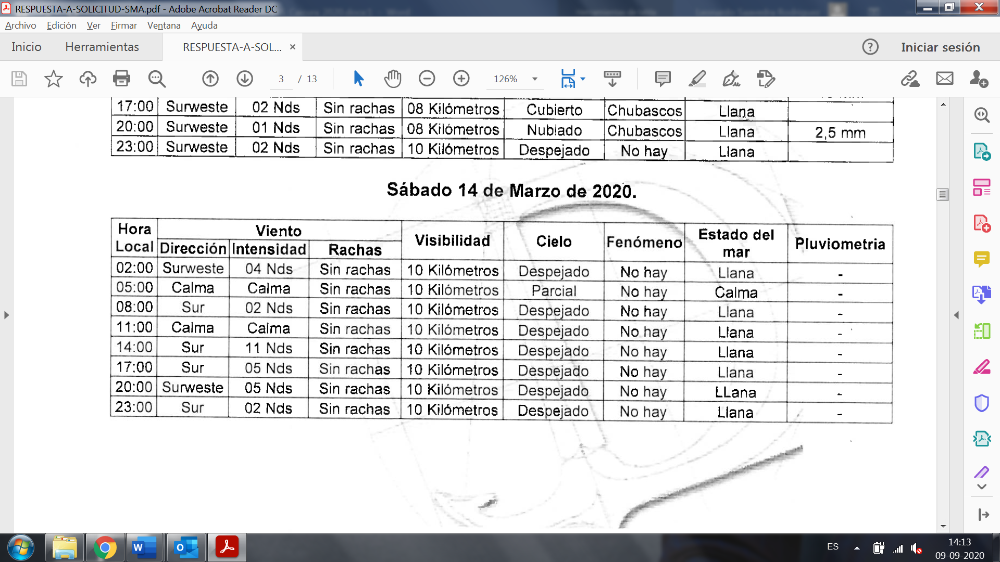 RESPUESTA-A-SOLICITUD-SMA.pdf - Adobe Acrobat Reader DC
Archivo Edición Ver Firmar Ventana Ayuda
Inicio Herramientas RESPUESTA-A-SOL... × ? Iniciar sesión
3 / 13 126%
17:00 Surweste 02 Nds Sin rachas 08 Kilómetros Cubierto Chubascos Llana
20:00 Surweste 01 Nds Sin rachas 08 Kilómetros Nublado Chubascos Llana 2,5 mm
23:00 Surweste 02 Nds Sin rachas 10 Kilómetros Despejado No hay Llana
Sábado 14 de Marzo de 2020.
Hora Local Viento Visibilidad Cielo Fenómeno Estado del mar Pluviometria
Dirección Intensidad Rachas
02:00 Surweste 04 Nds Sin rachas 10 Kilómetros Despejado No hay Llana -
05:00 Calma Calma Sin rachas 10 Kilómetros Parcial No hay Calma -
08:00 Sur 02 Nds Sin rachas 10 Kilómetros Despejado No hay Llana -
11:00 Calma Calma Sin rachas 10 Kilómetros Despejado No hay Llana -
14:00 Sur 11 Nds Sin rachas 10 Kilómetros Despejado No hay Llana -
17:00 Sur 05 Nds Sin rachas 10 Kilómetros Despejado No hay Llana -
20:00 Surweste 05 Nds Sin rachas 10 Kilómetros Despejado No hay LLana -
23:00 Sur 02 Nds Sin rachas 10 Kilómetros Despejado No hay Llana -
ES 14:13
09-09-2020